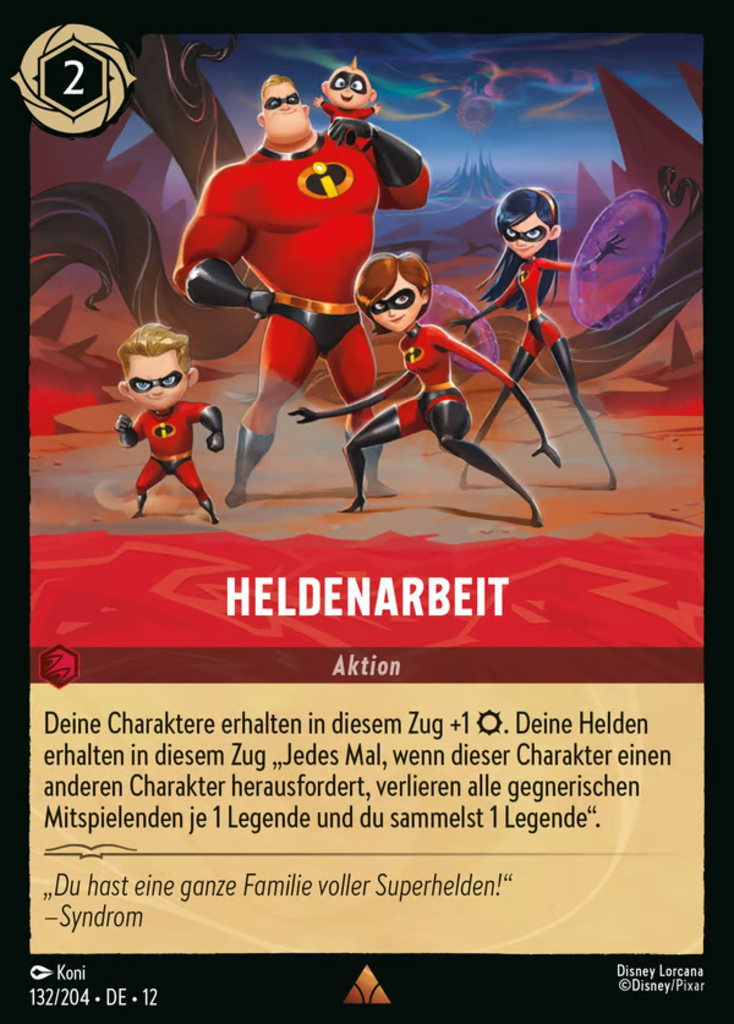 2
HELDENARBEIT
Aktion
Deine Charaktere erhalten in diesem Zug +1 . Deine Helden
erhalten in diesem Zug „Jedes Mal, wenn dieser Charakter einen
anderen Charakter herausfordert, verlieren alle gegnerischen
Mitspielenden je 1 Legende und du sammelst 1 Legende“.
„Du hast eine ganze Familie voller Superhelden!“
–Syndrom
Koni
132/204 • DE • 12
Disney Lorcana
©Disney/Pixar